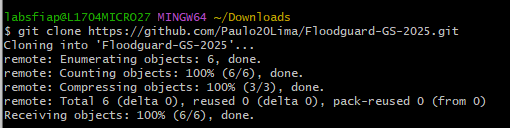 labsfiap@L1704MICRO27 MINGW64 ~/Downloads
$ git clone https://github.com/Paulo20Lima/Floodguard-GS-2025.git
Cloning into 'Floodguard-GS-2025'...
remote: Enumerating objects: 6, done.
remote: Counting objects: 100% (6/6), done.
remote: Compressing objects: 100% (3/3), done.
remote: Total 6 (delta 0), reused 0 (delta 0), pack-reused 0 (from 0)
Receiving objects: 100% (6/6), done.